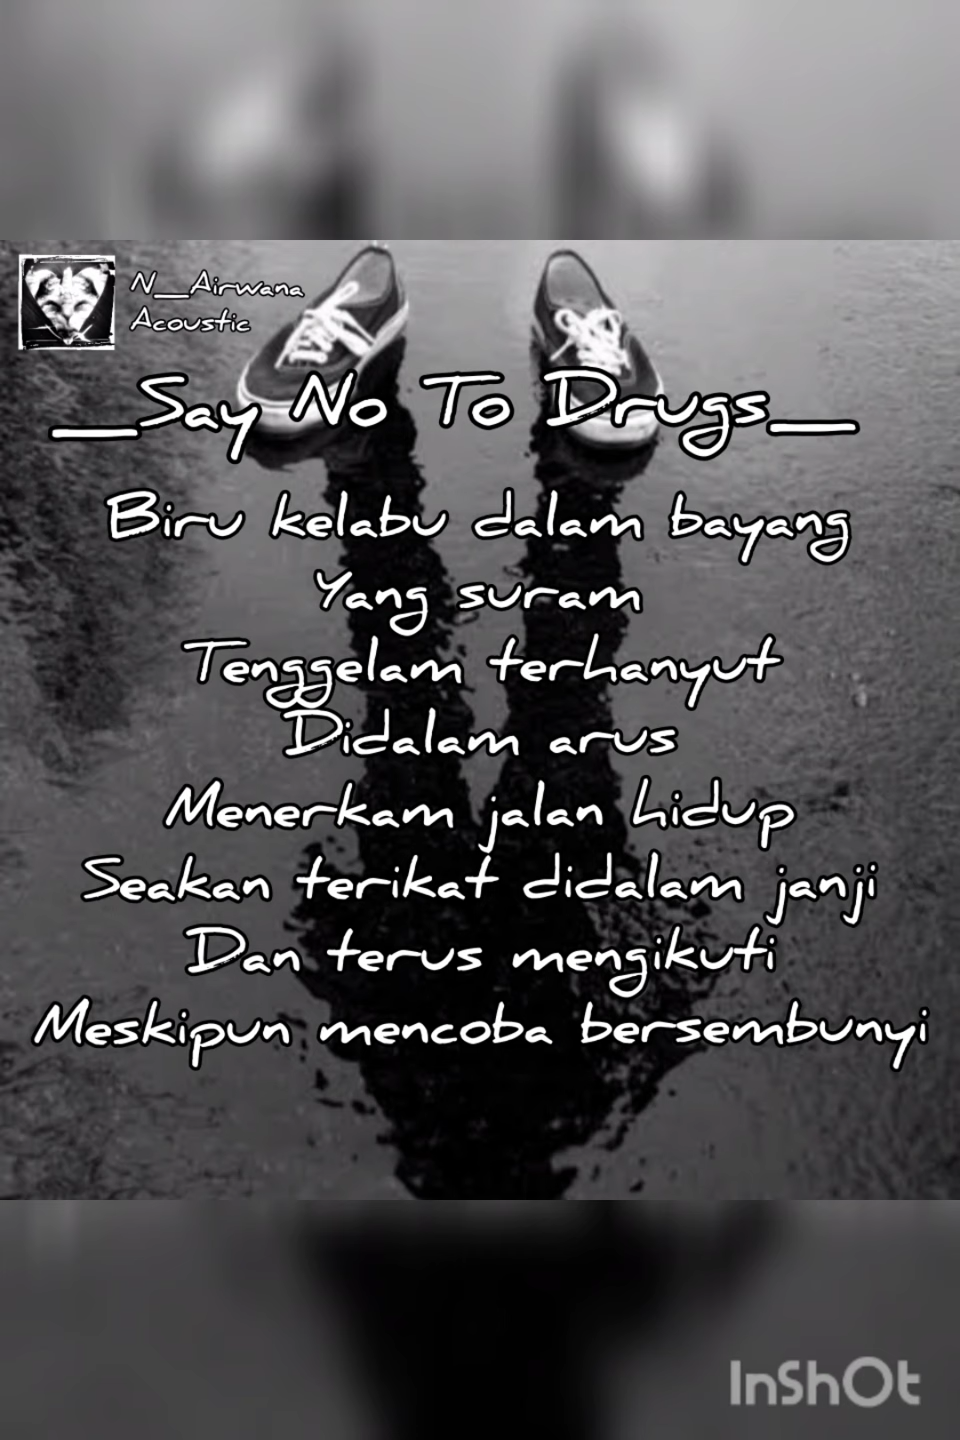 N__Airwana
Acoustic
__Say No To Drugs__
Biru kelabu dalam bayang
Yang suram
Tenggelam terhanyut
Didalam arus
Menerkam jalan hidup
Seakan terikat didalam janji
Dan terus mengikuti
Meskipun mencoba bersembunyi
InShOt